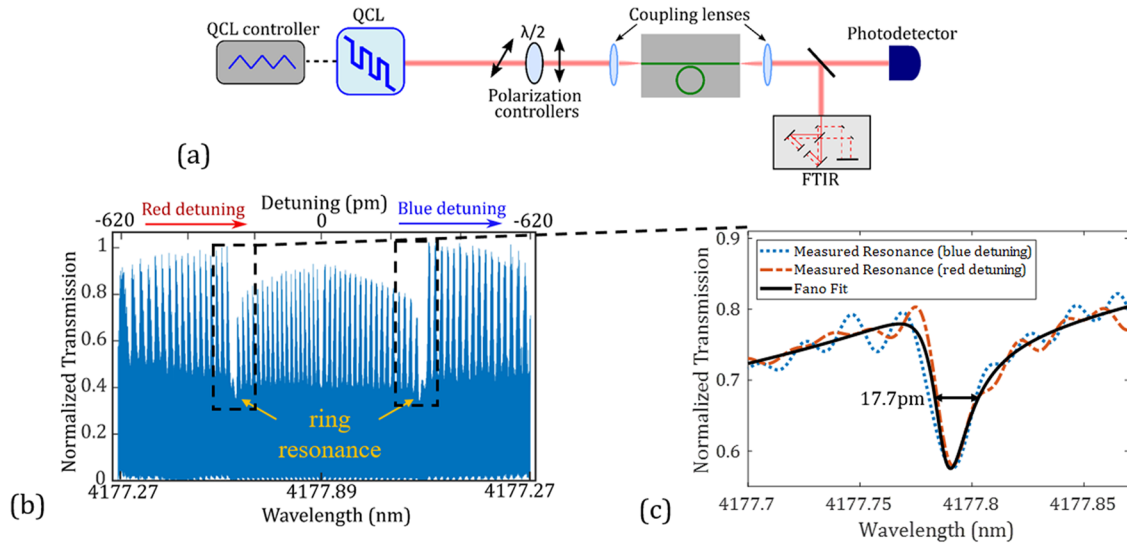 QCL controller
QCL
λ/2
Polarization
controllers
Coupling lenses
Photodetector
FTIR
(a)
Red detuning
Detuning (pm)
Blue detuning
-620
0
-620
Normalized Transmission
1
0.8
0.6
0.4
0.2
0
ring
resonance
4177.27
4177.89
4177.27
Wavelength (nm)
(b)
Normalized Transmission
0.9
0.8
0.7
0.6
Measured Resonance (blue detuning)
Measured Resonance (red detuning)
Fano Fit
17.7pm
4177.7
4177.75
4177.8
4177.85
Wavelength (nm)
(c)